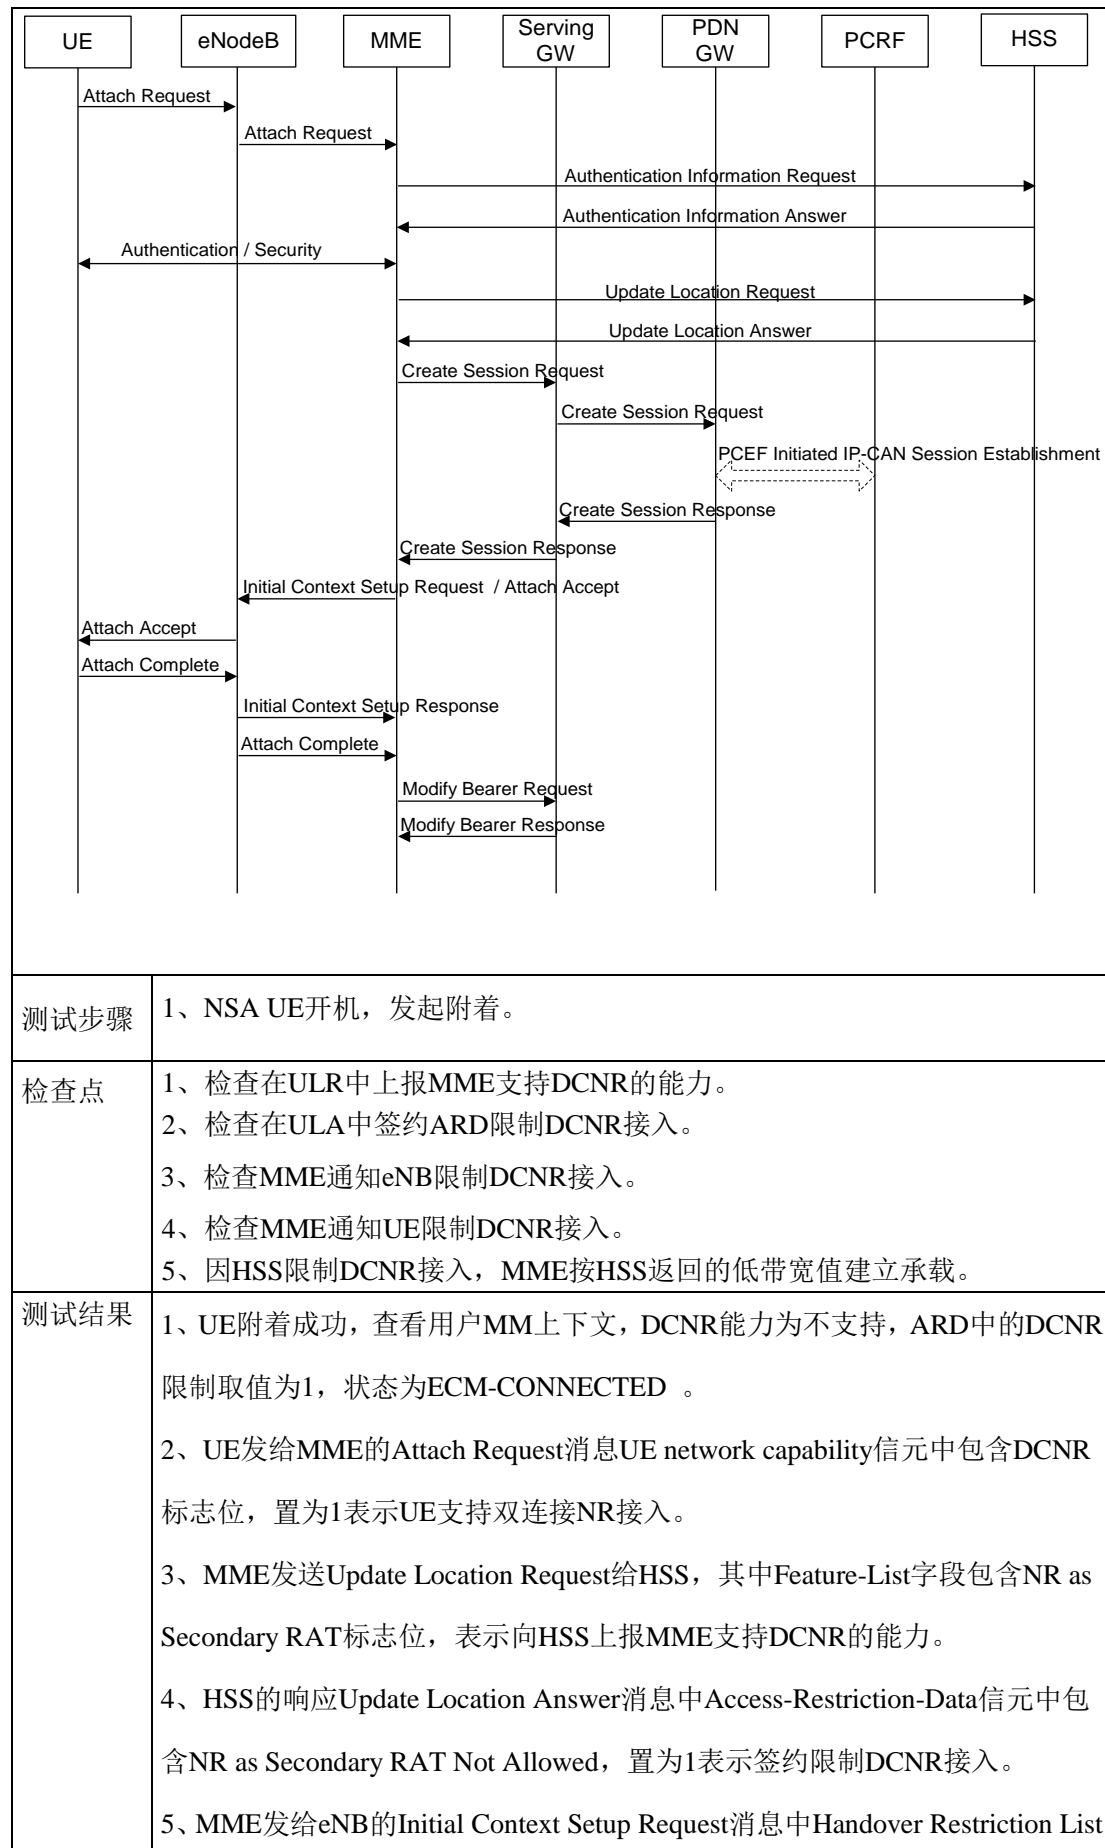 UE
eNodeB
MME
Serving
GW
PDN
GW
PCRF
HSS
Attach Request
Attach Request
Authentication Information Request
Authentication Information Answer
Authentication / Security
Update Location Request
Update Location Answer
Create Session Request
Create Session Request
PCEF Initiated IP-CAN Session Establishment
Create Session Response
Create Session Response
Initial Context Setup Request / Attach Accept
Attach Accept
Attach Complete
Initial Context Setup Response
Attach Complete
Modify Bearer Request
Modify Bearer Response
测试步骤
1、NSA UE开机，发起附着。
检查点
1、检查在ULR中上报MME支持DCNR的能力。
2、检查在ULA中签约ARD限制DCNR接入。
3、检查MME通知eNB限制DCNR接入。
4、检查MME通知UE限制DCNR接入。
5、因HSS限制DCNR接入，MME按HSS返回的低带宽值建立承载。
测试结果
1、UE附着成功，查看用户MM上下文，DCNR能力为不支持，ARD中的DCNR
限制取值为1，状态为ECM-CONNECTED 。
2、UE发给MME的Attach Request消息UE network capability信元中包含DCNR
标志位，置为1表示UE支持双连接NR接入。
3、MME发送Update Location Request给HSS，其中Feature-List字段包含NR as
Secondary RAT标志位，表示向HSS上报MME支持DCNR的能力。
4、HSS的响应Update Location Answer消息中Access-Restriction-Data信元中包
含NR as Secondary RAT Not Allowed，置为1表示签约限制DCNR接入。
5、MME发给eNB的Initial Context Setup Request消息中Handover Restriction List